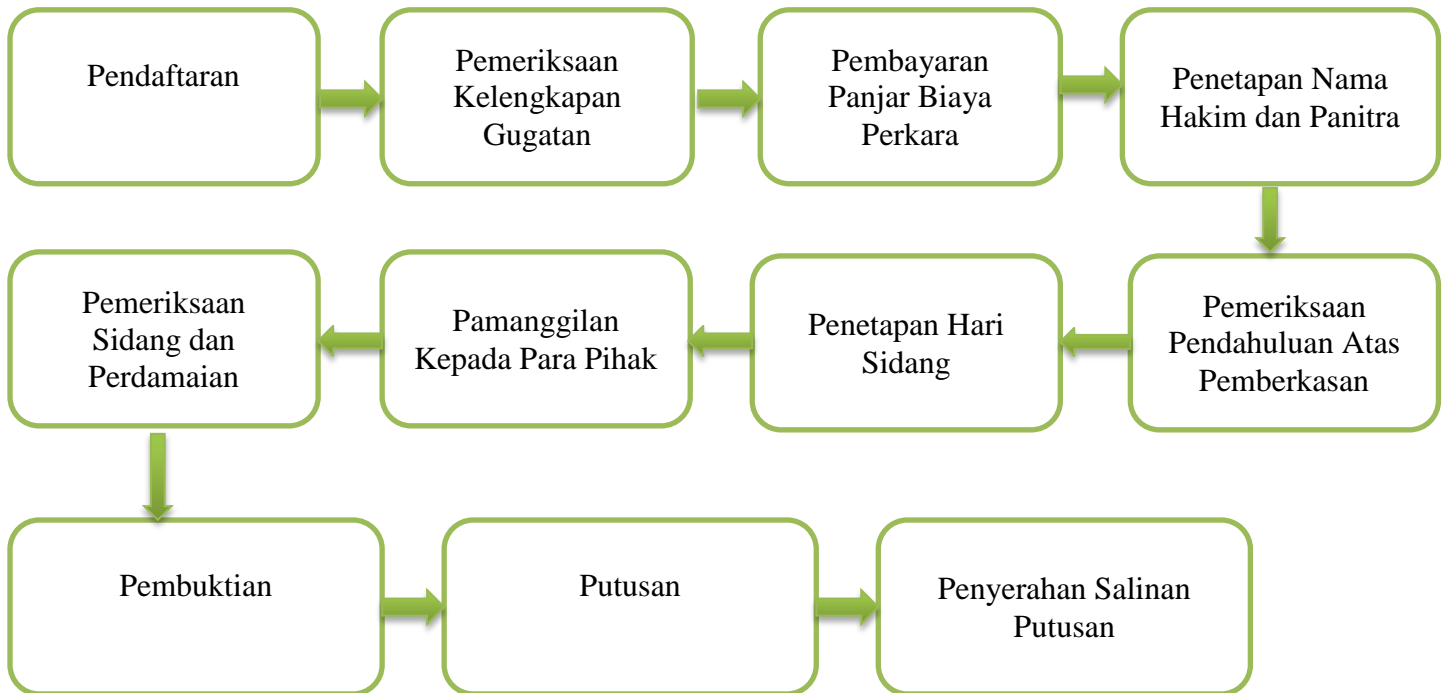 Pendaftaran
Pemeriksaan
Kelengkapan
Gugatan
Pembayaran
Panjar Biaya
Perkara
Penetapan Nama
Hakim dan Panitra
Pemeriksaan
Pendahuluan Atas
Pemberkasan
Penetapan Hari
Sidang
Pamanggilan
Kepada Para Pihak
Pemeriksaan
Sidang dan
Perdamaian
Pembuktian
Putusan
Penyerahan Salinan
Putusan